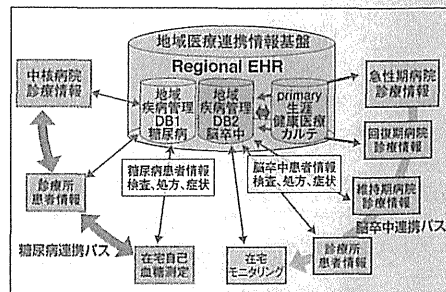 地域医療連携情報基盤
Regional EHR
地域
疾病管理
DB1
糖尿病
地域
疾病管理
DB2
脳卒中
primary
生涯
健康医療
カルテ
中核病院
診療情報
診療所
患者情報
糖尿病連携パス
糖尿病患者情報
検査、処方、症状
在宅自己
血糖測定
脳卒中患者情報
検査、処方、症状
在宅
モニタリング
急性期病院
診療情報
回復期病院
診療情報
維持期病院
診療情報
脳卒中連携パス
診療所
患者情報